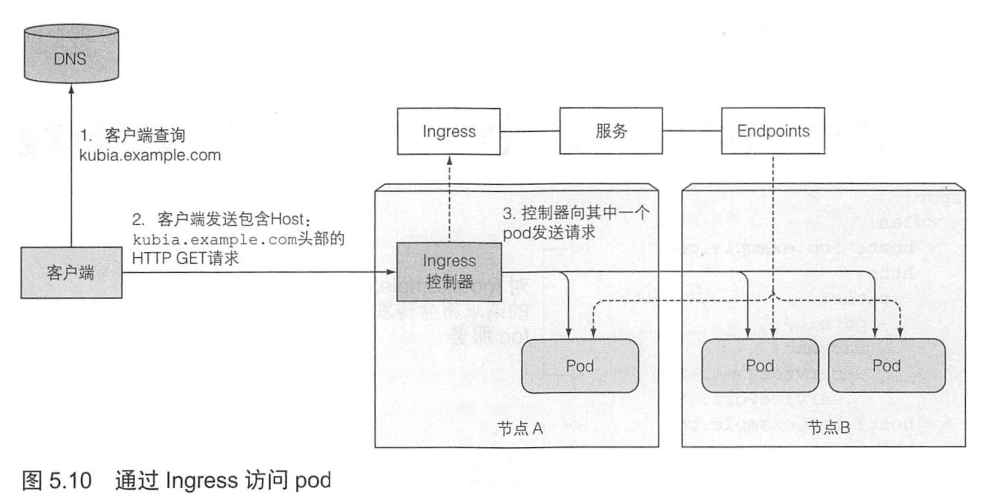 DNS
1. 客户端查询
kubia.example.com
Ingress
服务
Endpoints
2. 客户端发送包含Host:
kubia.example.com头部的
HTTP GET请求
3. 控制器向其中一个
pod发送请求
客户端
Ingress
控制器
Pod
Pod
Pod
节点A
节点B
图 5.10 通过 Ingress 访问 pod